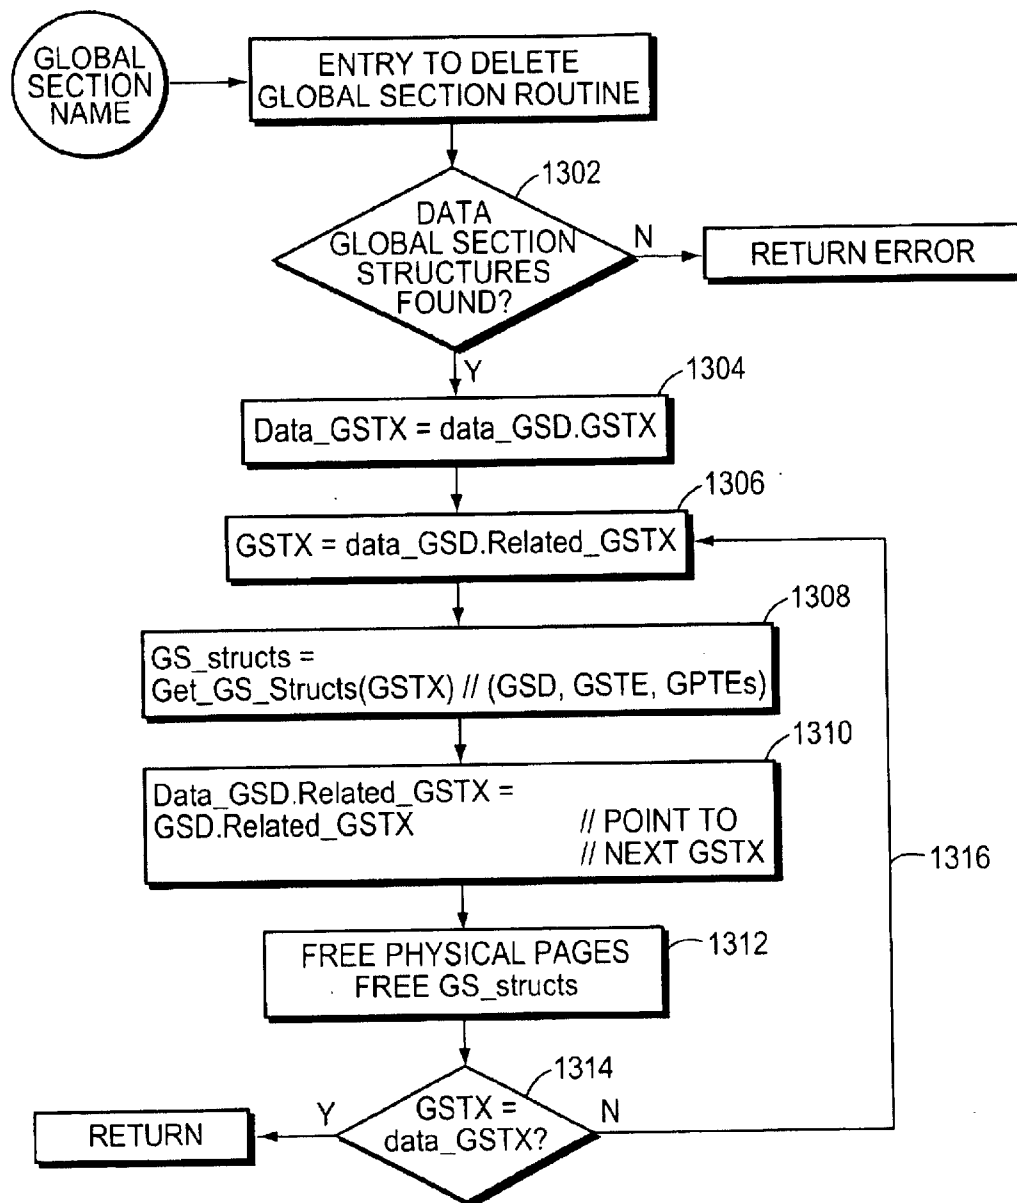 GLOBAL
SECTION
NAME
ENTRY TO DELETE
GLOBAL SECTION ROUTINE
1302
DATA
GLOBAL SECTION
STRUCTURES
FOUND?
N
RETURN ERROR
Y
1304
Data_GSTX = data_GSD.GSTX
1306
GSTX = data_GSD.Related_GSTX
1308
GS_structs =
Get_GS_Structs(GSTX) // (GSD, GSTE, GPTEs)
1310
Data_GSD.Related_GSTX =
GSD.Related_GSTX // POINT TO
// NEXT GSTX
1316
1312
FREE PHYSICAL PAGES
FREE GS_structs
1314
GSTX =
data_GSTX?
Y
N
RETURN